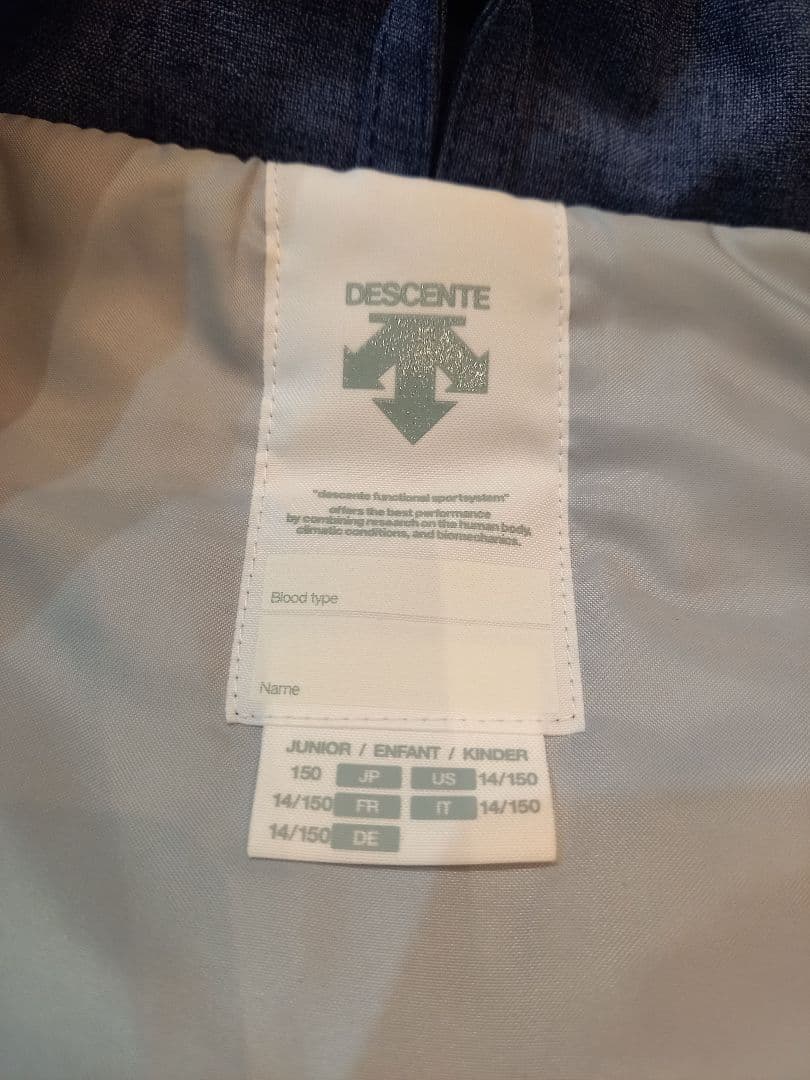 DESCENTE
"descente functional sportsystem"
offers the best performance
by combining research on the human body,
climatic conditions, and biomechanics.
Blood type
Name
JUNIOR / ENFANT / KINDER
150 JP US 14/150
14/150 FR IT 14/150
14/150 DE